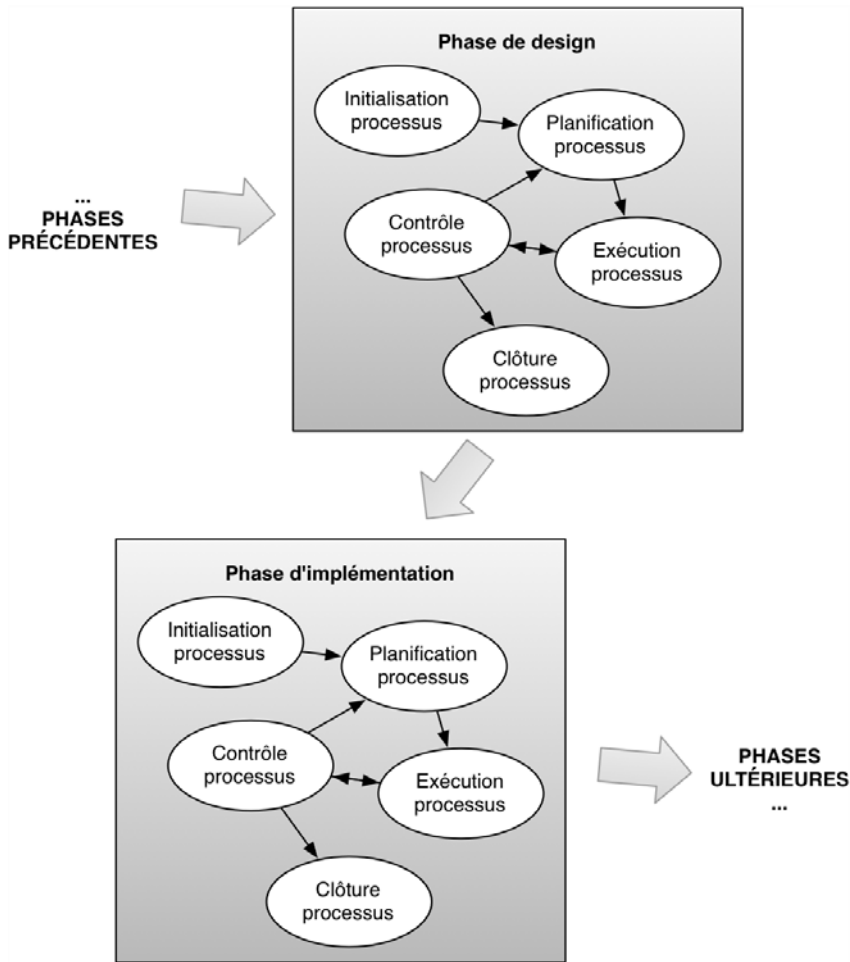 Phase de design
Initialisation
processus
Planification
processus
...
PHASES
PRÉCÉDENTES
Contrôle
processus
Exécution
processus
Clôture
processus
Phase d'implémentation
Initialisation
processus
Planification
processus
Contrôle
processus
Exécution
processus
PHASES
ULTÉRIEURES
...
Clôture
processus